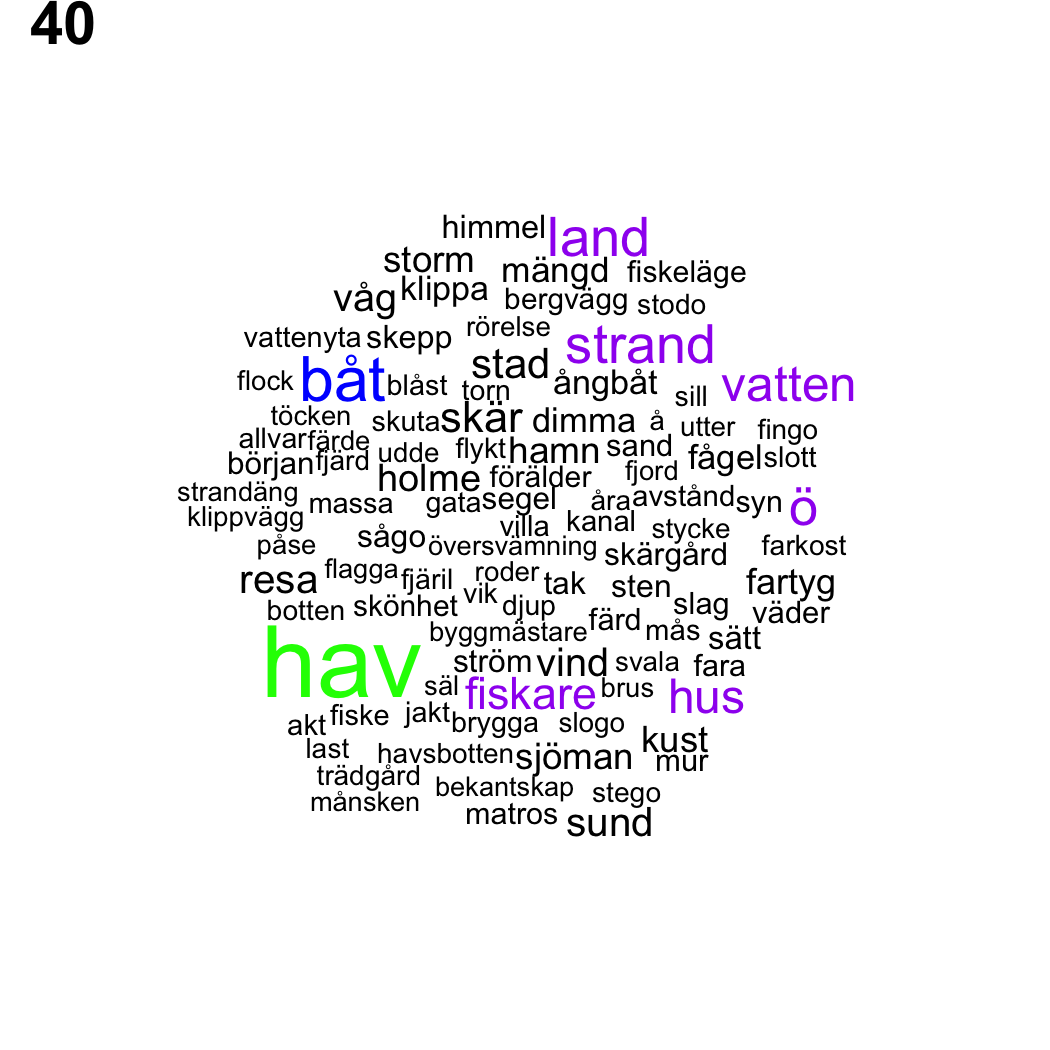 40
himmel land
storm mängd fiskeläge
våg klippa bergvägg stodo
vattenyta skepp rörelse strand
flock båt blåst torn stad ångbåt sill vatten
töcken skuta skär dimma å utter fingo
allvar färde udde flykt hamn sand fågel slott
början fjärd holme förälder fjord
strandäng massa gata segel åra avstånd syn ö
klippvägg villa kanal stycke
påse sågo översvämning skärgård farkost
resa flagga fjäril roder tak sten fartyg
botten skönhet vik djup färd slag väder
hav byggmästare mås sätt
ström vind svala fara
säl fiskare brus hus
akt fiske jakt brygga slogo
last havsbotten sjöman kust mur
trädgård bekantskap stego
månsken matros sund